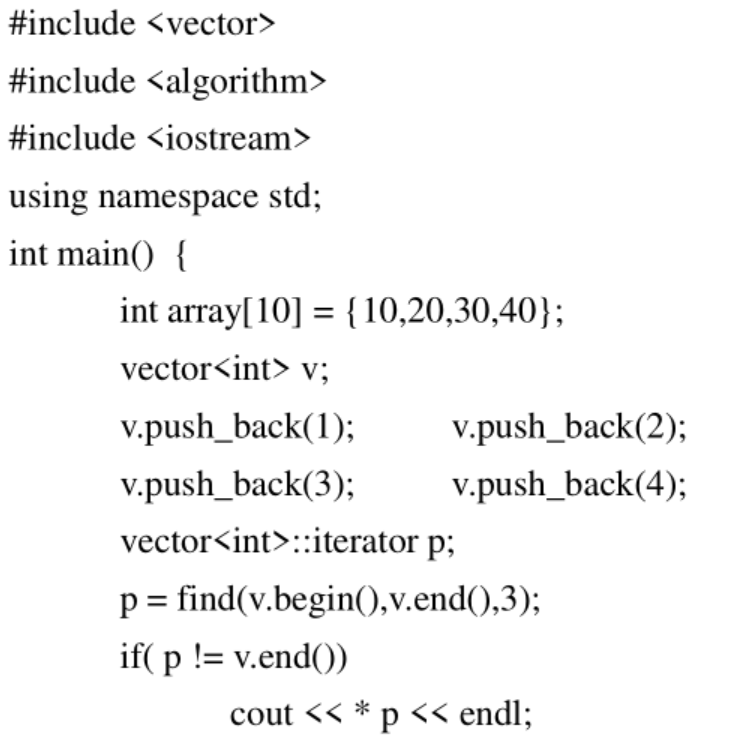 #include <vector>
#include <algorithm>
#include <iostream>
using namespace std;
int main()  {
int array[10] = {10,20,30,40};
vector<int> v;
v.push_back(1); v.push_back(2);
v.push_back(3); v.push_back(4);
vector<int>::iterator p;
p = find(v.begin(),v.end(),3);
if( p != v.end())
cout << * p << endl;